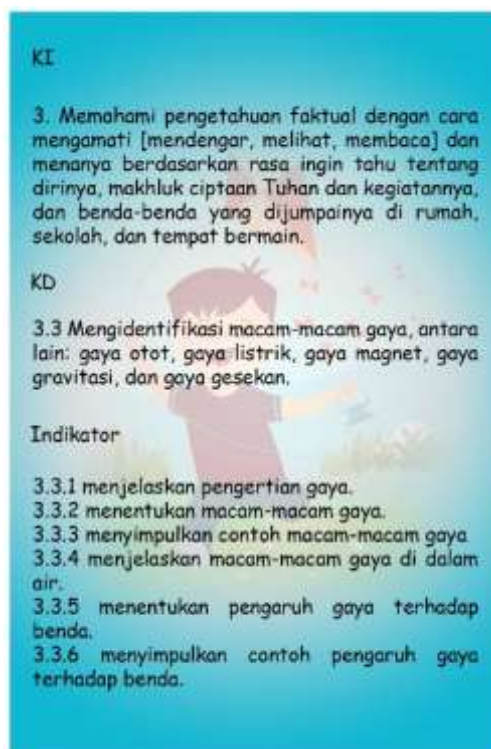 KI
3. Memahami pengetahuan faktual dengan cara
mengamati [mendengar, melihat, membaca] dan
menanya berdasarkan rasa ingin tahu tentang
dirinya, makhluk ciptaan Tuhan dan kegiatannya,
dan benda-benda yang dijumpainya di rumah,
sekolah, dan tempat bermain.
KD
3.3 Mengidentifikasi macam-macam gaya, antara
lain: gaya otot, gaya listrik, gaya magnet, gaya
gravitasi, dan gaya gesekan.
Indikator
3.3.1 menjelaskan pengertian gaya.
3.3.2 menentukan macam-macam gaya.
3.3.3 menyimpulkan contoh macam-macam gaya
3.3.4 menjelaskan macam-macam gaya di dalam
air.
3.3.5 menentukan pengaruh gaya terhadap
benda.
3.3.6 menyimpulkan contoh pengaruh gaya
terhadap benda.